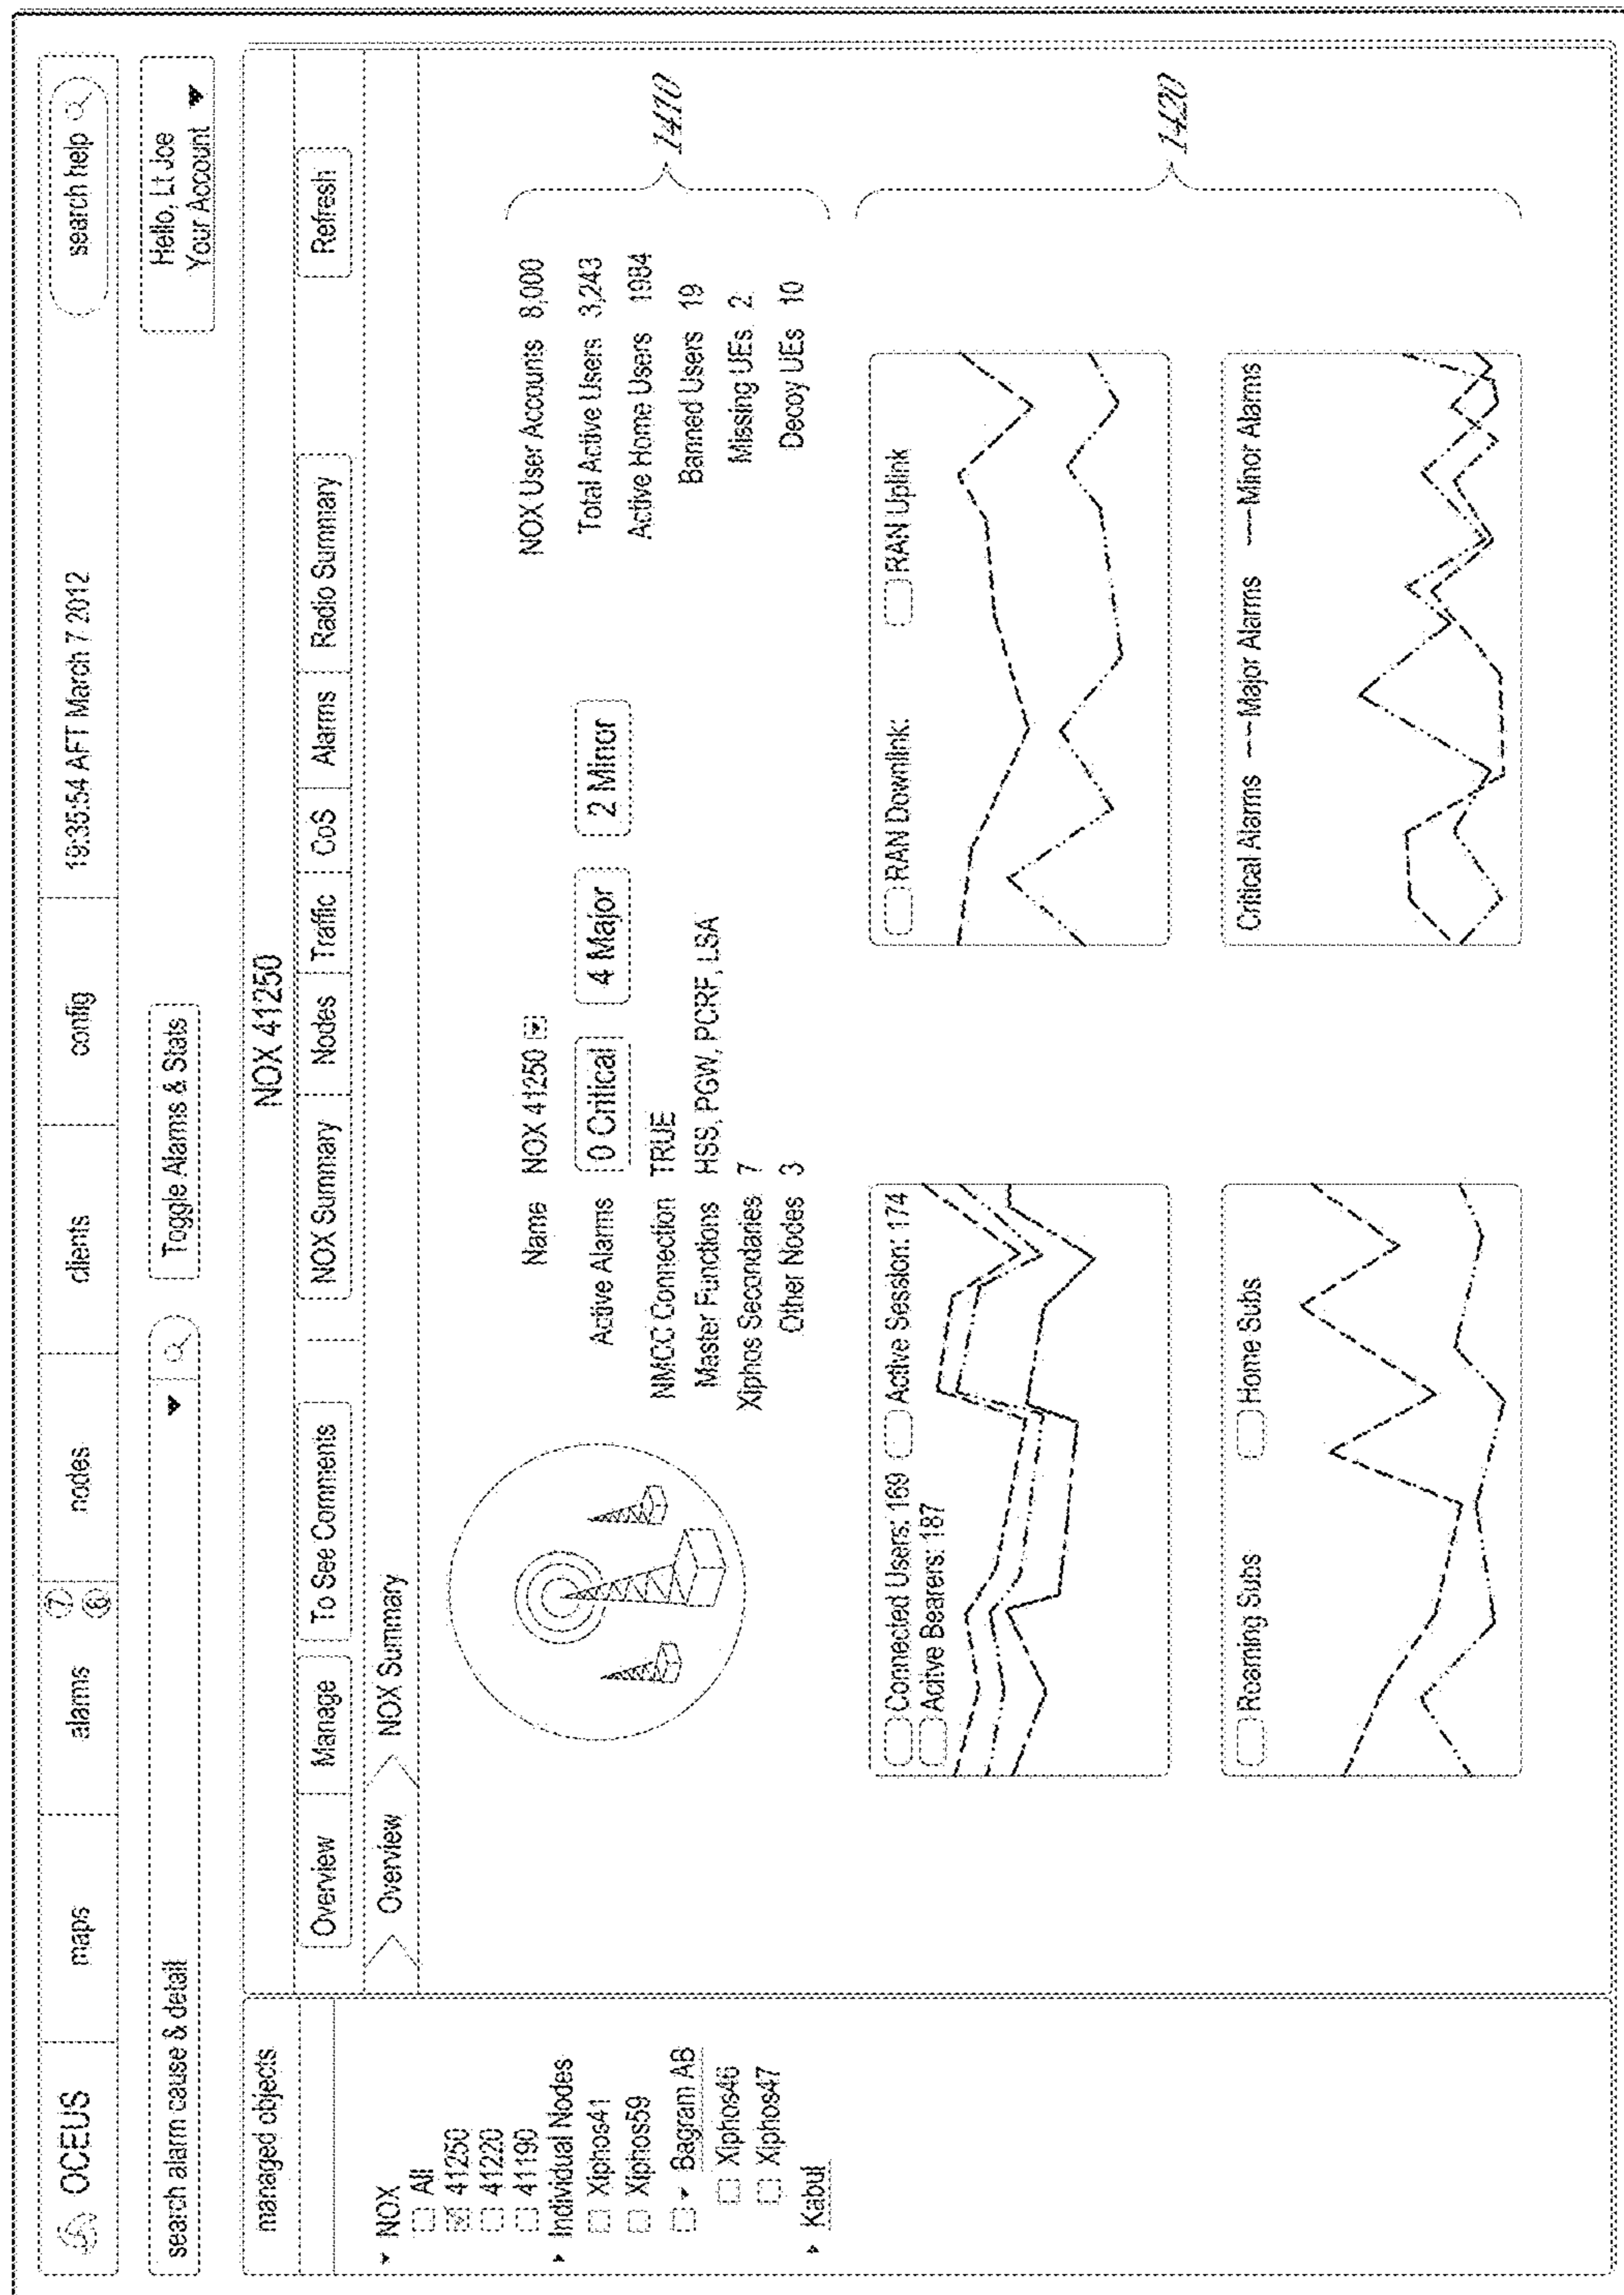 OCEUS
maps
alarms
7
6
nodes
clients
config
19:35:54 AFT March 7 2012
search help
search alarm cause & detail
Toggle Alarms & Stats
Hello, Lt Joe
Your Account
managed objects
NOX
All
41250
41220
41190
Individual Nodes
Xiphos41
Xiphos59
Bagram AB
Xiphos46
Xiphos47
Kabul
NOX 41250
Overview
Manage
To See Comments
NOX Summary
Nodes
Traffic
CoS
Alarms
Radio Summary
Refresh
Overview
NOX Summary
Name NOX 41250
Active Alarms 0 Critical 4 Major 2 Minor
NMCC Connection TRUE
Master Functions HSS, PGW, PCRF, LSA
Xiphos Secondaries 7
Other Nodes 3
NOX User Accounts 8,000
Total Active Users 3,243
Active Home Users 1984
Banned Users 19
Missing UEs 2
Decoy UEs 10
1410
Connected Users: 169 Active Session: 174
Active Bearers: 187
RAN Downlink RAN Uplink
Roaming Subs Home Subs
Critical Alarms Major Alarms Minor Alarms
1420